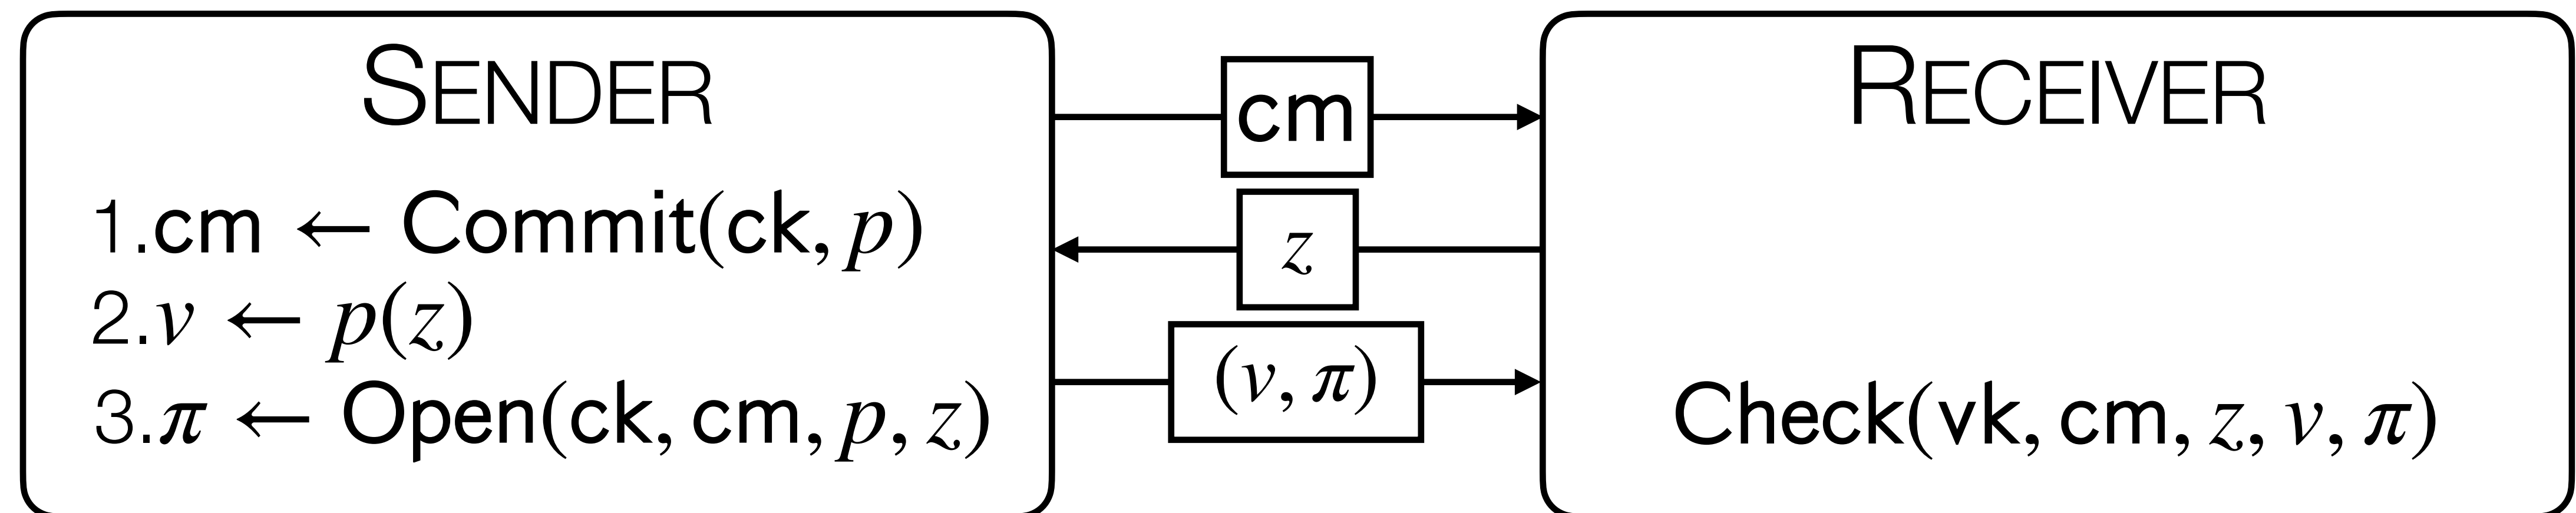 SENDER
1.cm ← Commit(ck, p)
2.v ← p(z)
3.π ← Open(ck, cm, p, z)
cm
z
(v, π)
RECEIVER
Check(vk, cm, z, v, π)